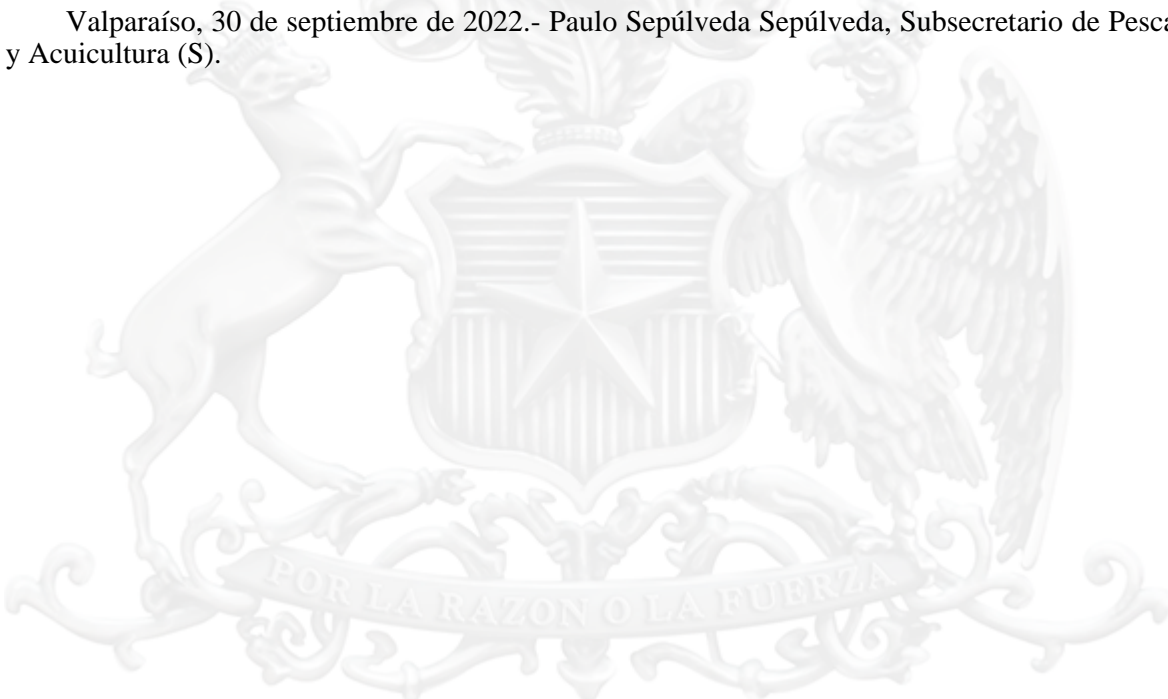 Valparaíso, 30 de septiembre de 2022.- Paulo Sepúlveda Sepúlveda, Subsecretario de Pesca
y Acuicultura (S).
POR LA RAZON O LA FUERZA